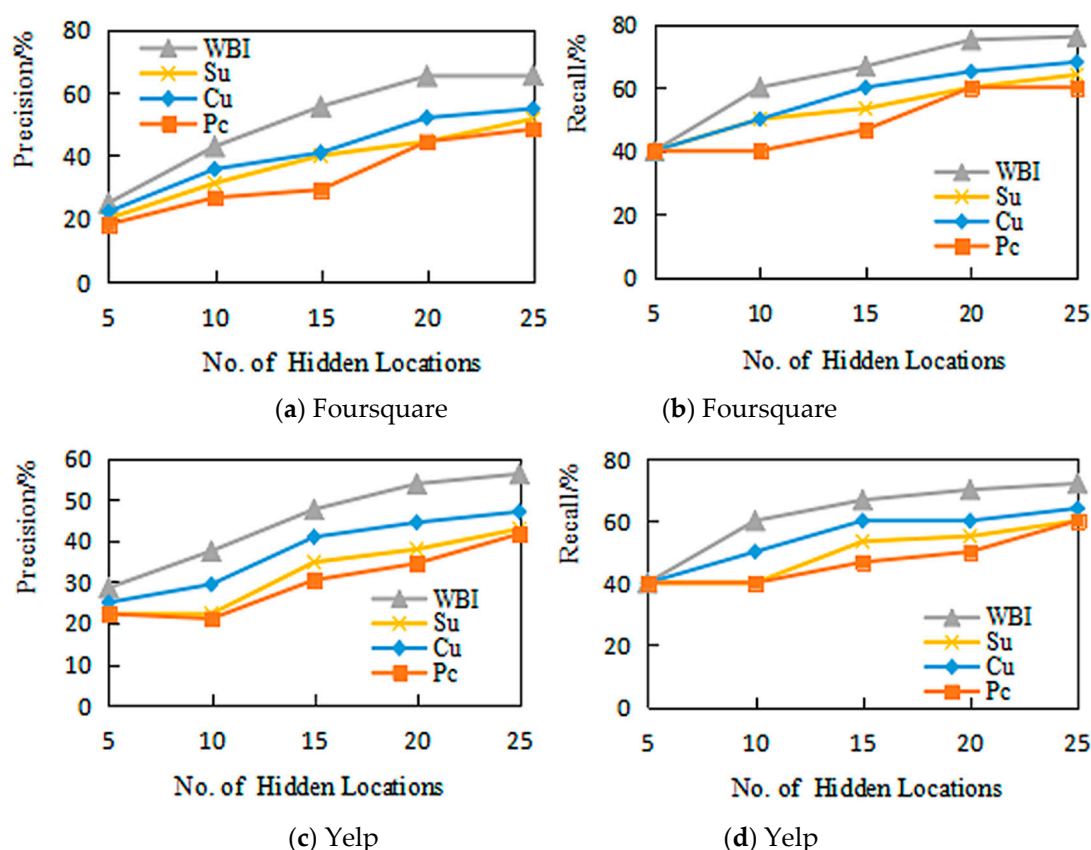 Precision/%
80
60
40
20
0
WBI
Su
Cu
Pc
5 10 15 20 25
No. of Hidden Locations
(a) Foursquare
Recall/%
80
60
40
20
0
WBI
Su
Cu
Pc
5 10 15 20 25
No. of Hidden Locations
(b) Foursquare
Precision/%
60
50
40
30
20
10
0
WBI
Su
Cu
Pc
5 10 15 20 25
No. of Hidden Locations
(c) Yelp
Recall/%
80
60
40
20
0
WBI
Su
Cu
Pc
5 10 15 20 25
No. of Hidden Locations
(d) Yelp